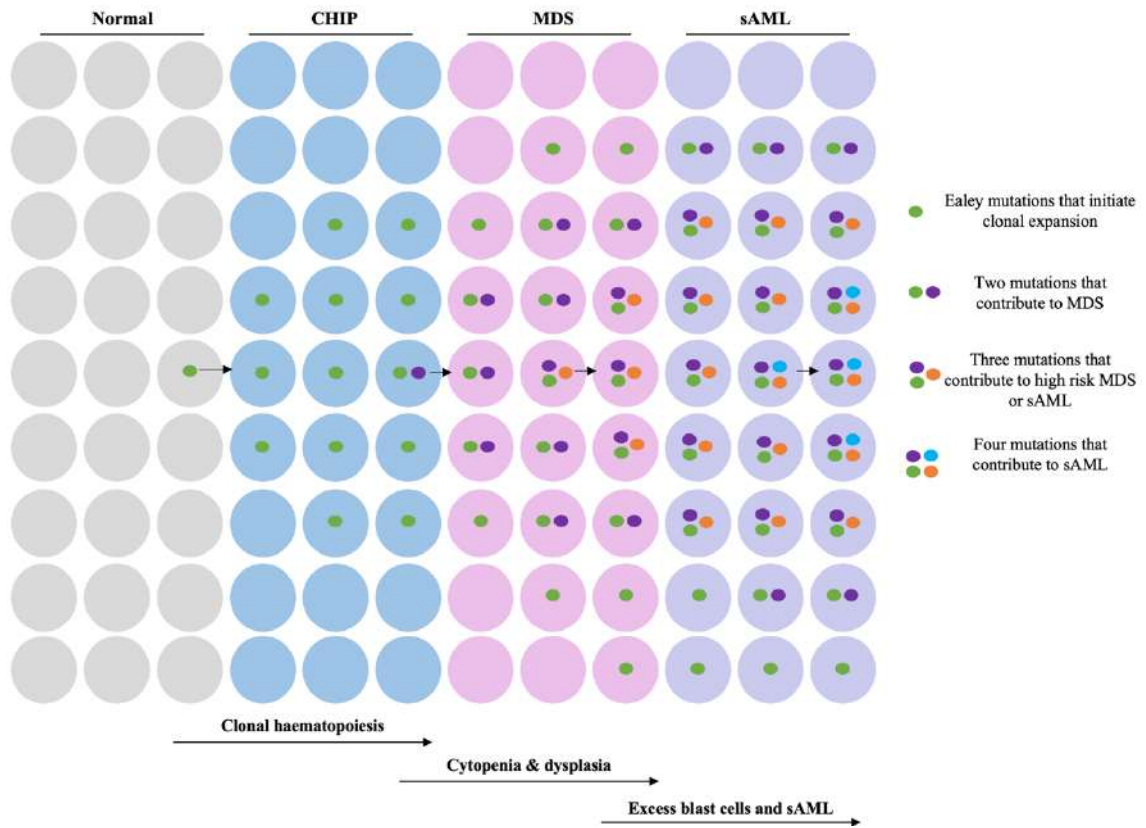 Normal
CHIP
MDS
sAML
Ealey mutations that initiate
clonal expansion
Two mutations that
contribute to MDS
Three mutations that
contribute to high risk MDS
or sAML
Four mutations that
contribute to sAML
Clonal haematopoiesis
Cytopenia & dysplasia
Excess blast cells and sAML